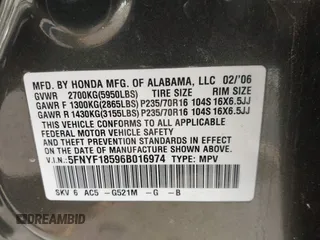 MFD. BY HONDA MFG. OF ALABAMA, LLC 02/'06
GVWR 2700KG(5950LBS) TIRE SIZE RIM SIZE
GAWR F 1300KG(2865LBS) P235/70R16 104S 16X6.5JJ
GAWR R 1430KG(3155LBS) P235/70R16 104S 16X6.5JJ
THIS VEHICLE CONFORMS TO ALL APPLICABLE
FEDERAL MOTOR VEHICLE SAFETY
AND THEFT PREVENTION STANDARDS IN EFFECT
ON THE DATE OF MANUFACTURE SHOWN ABOVE.
V.I.N.: 5FNYF18596B016974 TYPE: MPV
SKV 6 AC5 -G521M -G -B
IDREAMBID